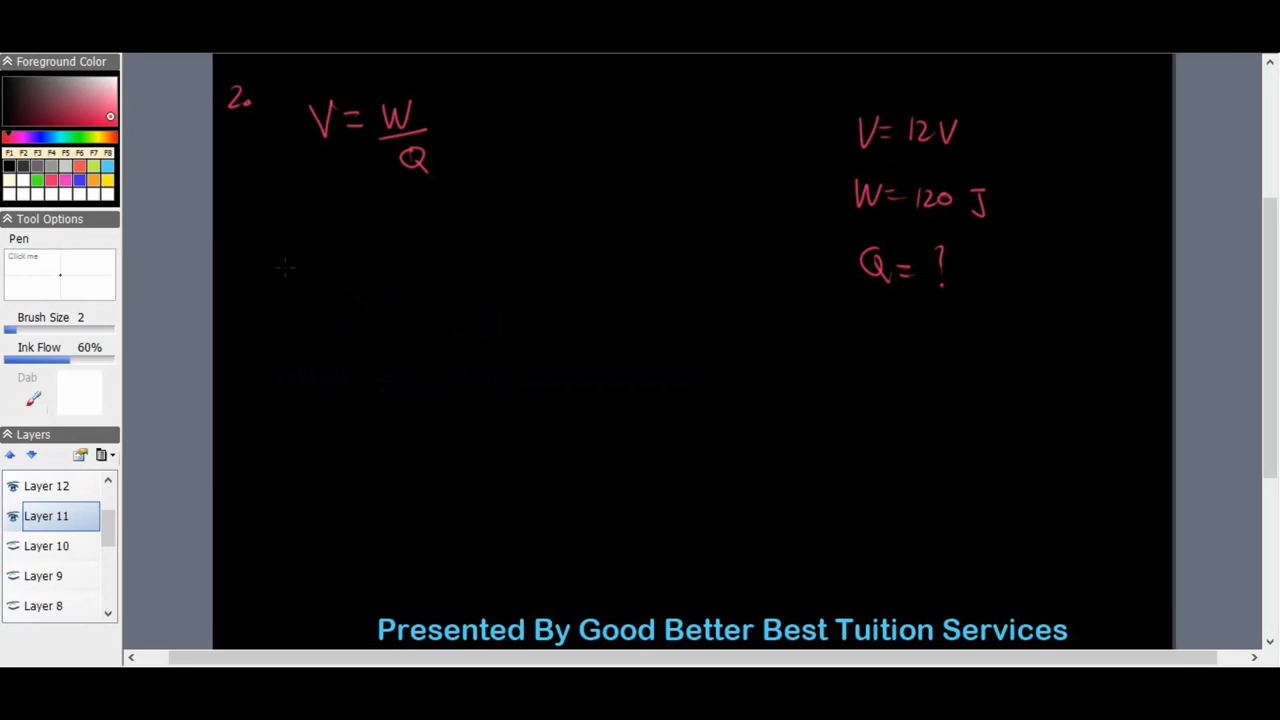 Foreground Color
F1 F2 F3 F4 F5 F6 F7 F8
Tool Options
Pen
Click me
Brush Size 2
Ink Flow 60%
Dab
Layers
Layer 12
Layer 11
Layer 10
Layer 9
Layer 8
2.
V = W/Q
V = 12V
W = 120 J
Q = ?
Presented By Good Better Best Tuition Services